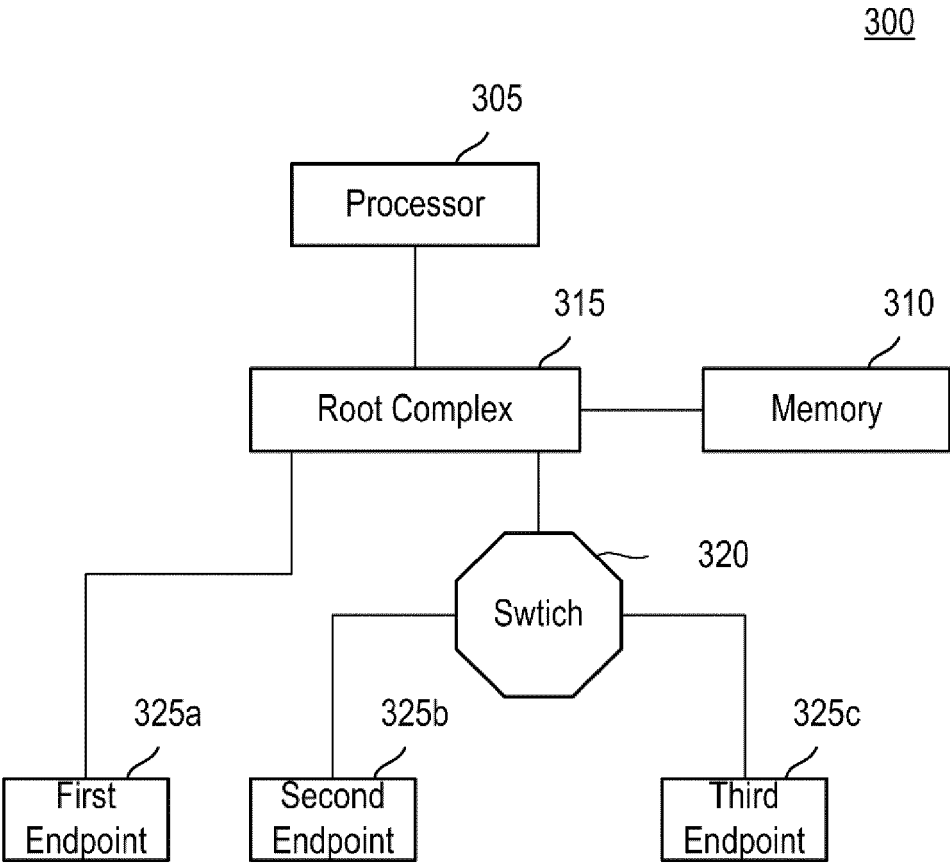 300
305
Processor
315
310
Root Complex
Memory
320
Swtich
325a
325b
325c
First
Endpoint
Second
Endpoint
Third
Endpoint